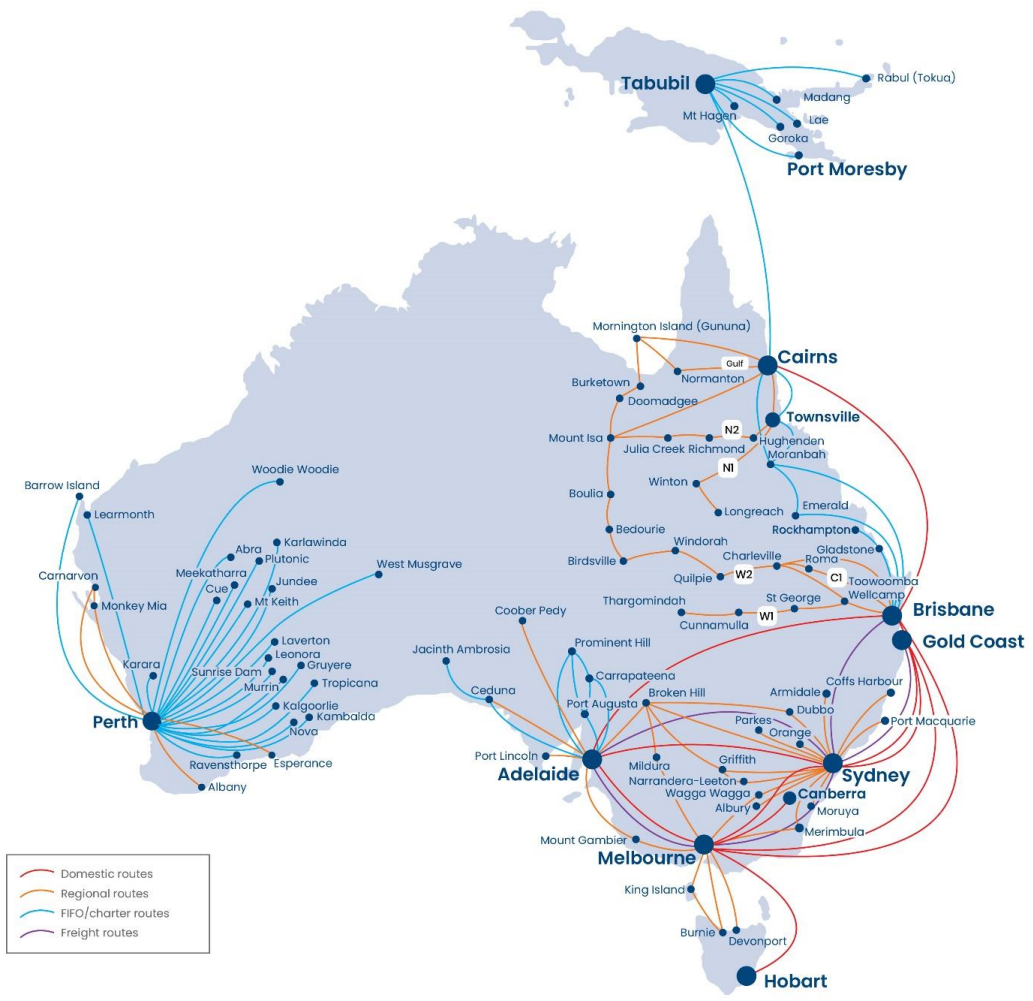 Tabubil
Rabul (Tokua)
Madang
Mt Hagen
Lae
Goroka
Port Moresby
Mornington Island (Gununa)
Cairns
Gulf
Normanton
Burketown
Doomadgee
Townsville
N2
Mount Isa
Hughenden
Julia Creek Richmond
Moranbah
N1
Woodie Woodie
Winton
Barrow Island
Boulia
Longreach
Emerald
Learmonth
Bedourie
Rockhampton
Windorah
Karlawinda
Abra
Gladstone
Charleville
Roma
Plutonic
Birdsville
West Musgrave
Meekatharra
W2
C1
Carnarvon
Quilpie
Toowoomba
Wellcamp
Jundee
Cue
Mt Keith
Monkey Mia
Thargomindah
St George
Coober Pedy
W1
Brisbane
Cunnamulla
Laverton
Prominent Hill
Gold Coast
Jacinth Ambrosia
Leonora
Karara
Gruyere
Sunrise Dam
Carrapateena
Coffs Harbour
Murrin
Tropicana
Ceduna
Broken Hill
Armidale
Port Augusta
Kalgoorlie
Dubbo
Perth
Kambalda
Parkes
Port Macquarie
Nova
Orange
Port Lincoln
Griffith
Ravensthorpe
Esperance
Mildura
Adelaide
Sydney
Narrandera-Leeton
Albany
Wagga Wagga
Canberra
Albury
Moruya
Merimbula
Mount Gambier
Melbourne
Domestic routes
Regional routes
FIFO/charter routes
Freight routes
King Island
Burnie
Devonport
Hobart